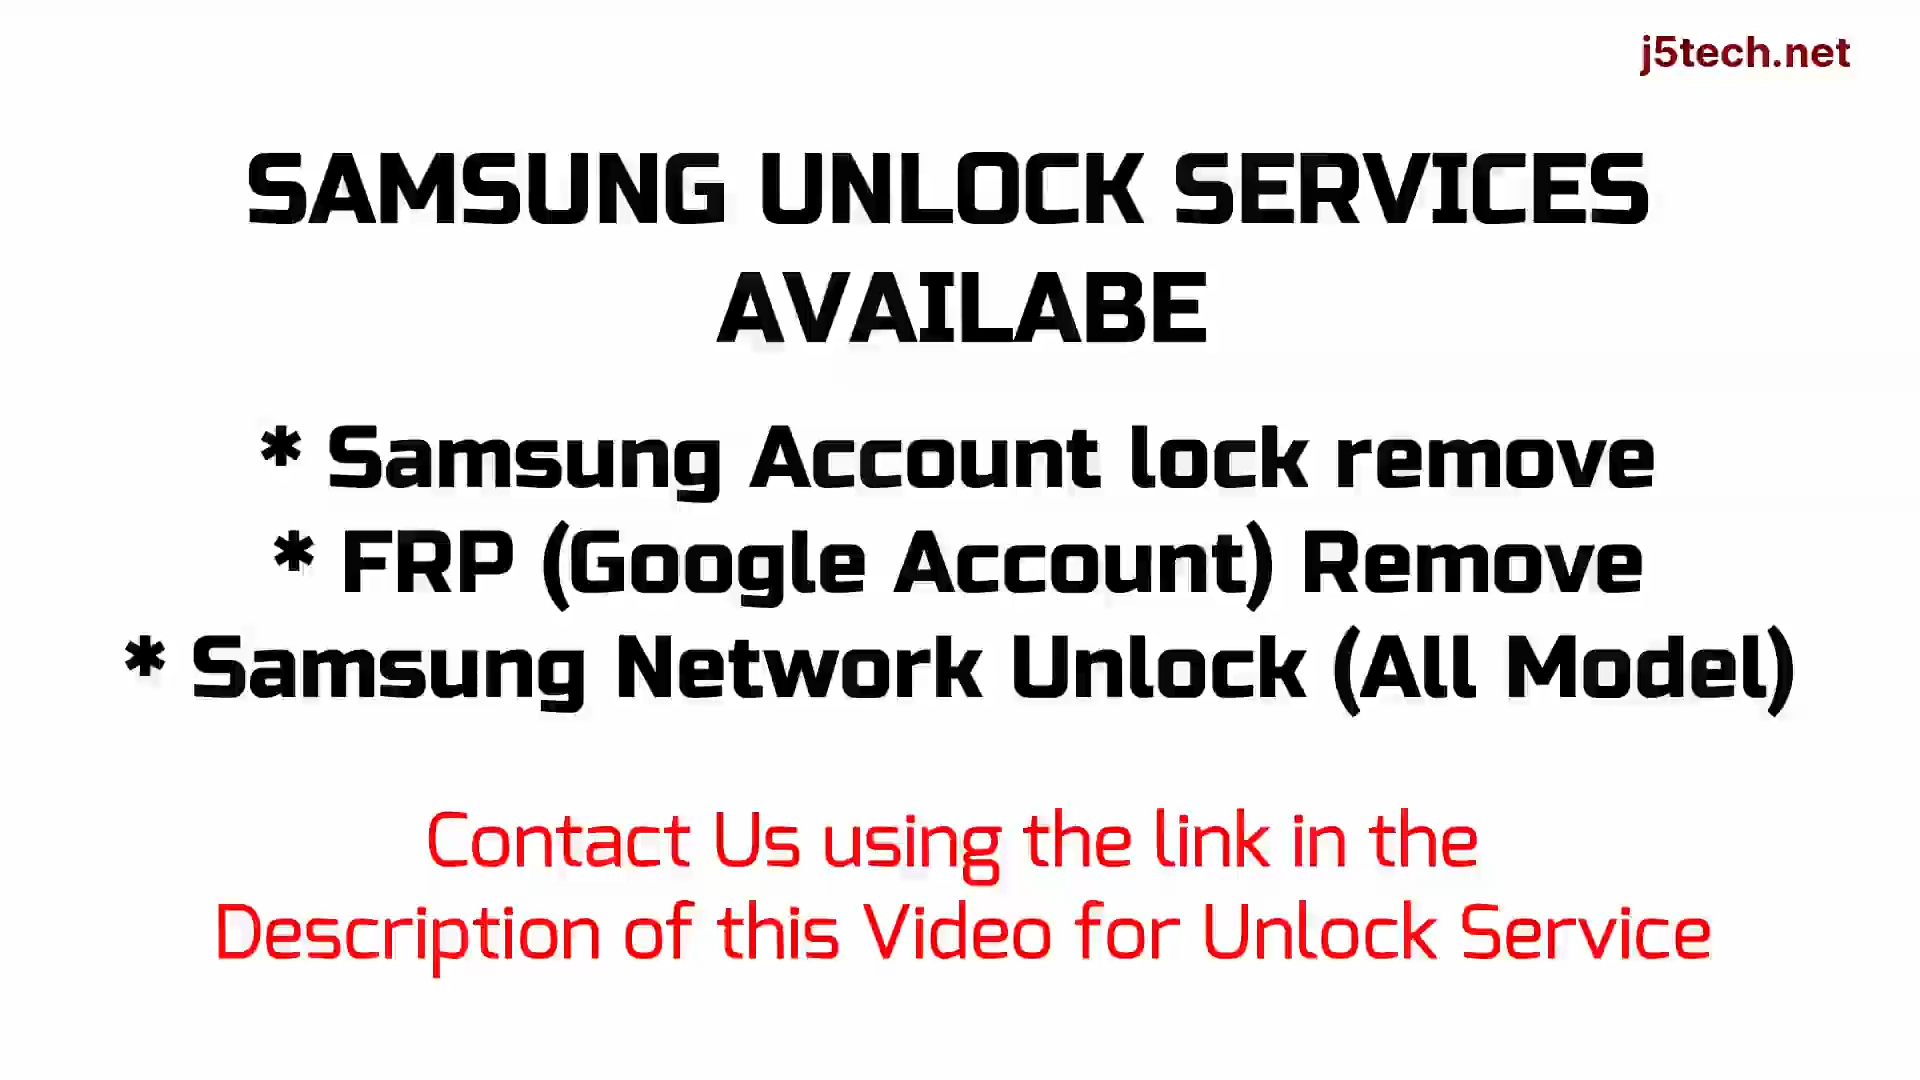 j5tech.net
SAMSUNG UNLOCK SERVICES
AVAILABE
* Samsung Account lock remove
* FRP (Google Account) Remove
* Samsung Network Unlock (All Model)
Contact Us using the link in the
Description of this Video for Unlock Service